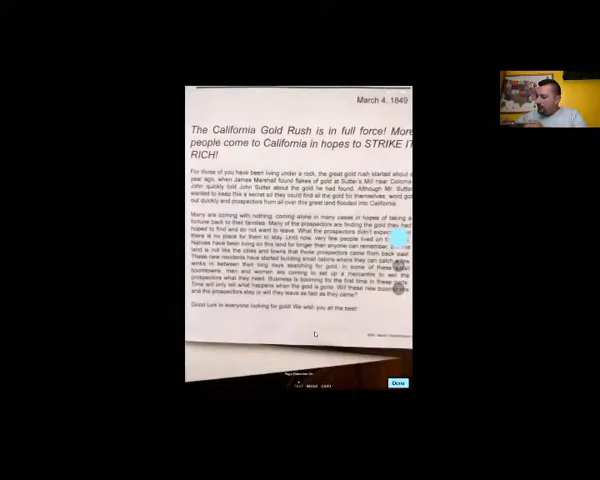 March 4, 1849
The California Gold Rush is in full force! More
people come to California in hopes to STRIKE IT
RICH!
For those of you have been living under a rock, the great gold rush started about a
year ago, when James Marshall found flakes of gold at Sutter's Mill near Coloma.
John quickly told John Sutter about the gold he had found. Although Mr. Sutter
wanted to keep this a secret so they could find all the gold for themselves, word got
out quickly and prospectors from all over this great land flooded into California.
Many are coming with nothing, coming alone in many cases in hopes of taking a
fortune back to their families. Many of the prospectors are finding the gold they had
hoped to find and do not want to leave. What the prospectors didn't expect
there is no place for them to stay. Until now, very few people lived on
Natives have been living on this land for longer than anyone can remember,
land is not like the cities and towns that those prospectors came from back east.
These new residents have started building small cabins where they can catch
winks in between their long days searching for gold. In some of these
boomtowns, men and women are coming to set up a mercantile to sell
prospectors what they need. Business is booming for the first time in these
Time will only tell what happens when the gold is gone. Will these new
and the prospectors stay or will they leave as fast as they came?
Good luck to everyone looking for gold! We wish you all the best!
Done